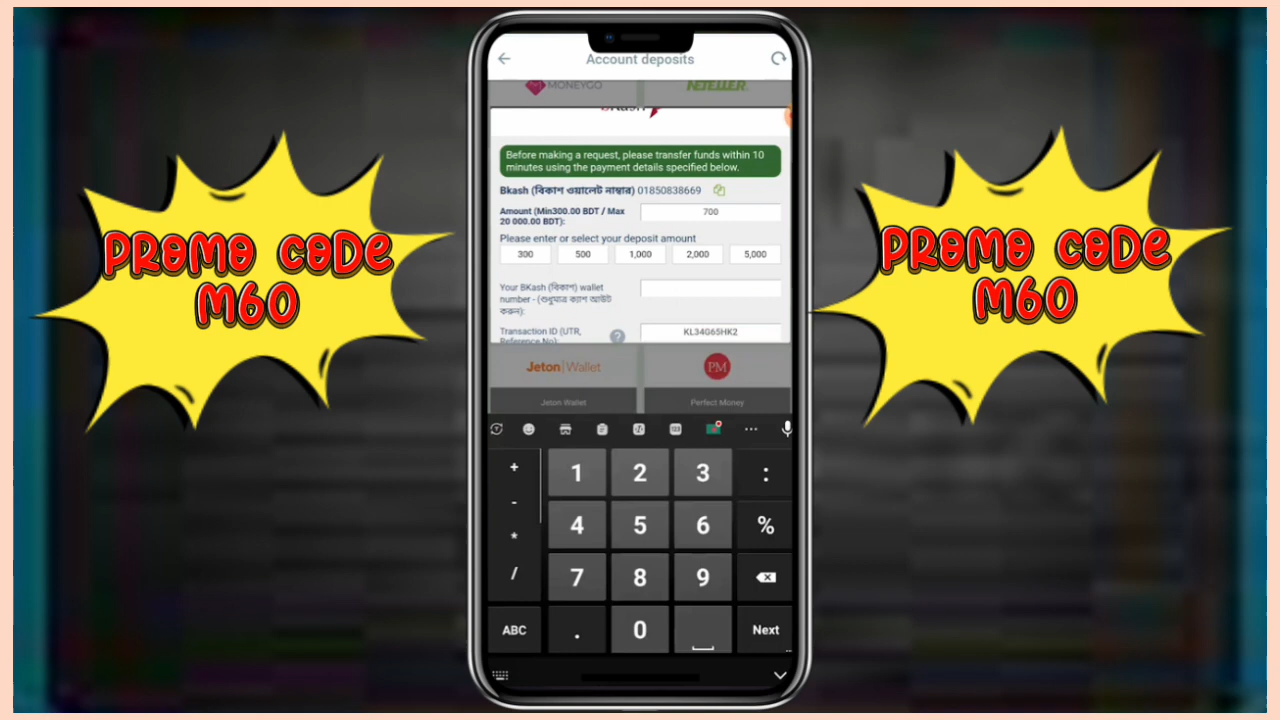 Account deposits
MONEYGO
NETELLER
bKash
Before making a request, please transfer funds within 10
minutes using the payment details specified below.
Bkash (বিকাশ ওয়ালেট নাম্বার) 01850838669
Amount (Min300.00 BDT / Max
20 000.00 BDT):
700
Please enter or select your deposit amount
300 500 1,000 2,000 5,000
Your BKash (বিকাশ) wallet
number - (শুধুমাত্র ক্যাশ আউট
করুন):
Transaction ID (UTR,
Reference No):
?
KL34G65HK2
Jeton Wallet
PM
Jeton Wallet
Perfect Money
+ 1 2 3 :
- 4 5 6 %
* 7 8 9
/
ABC . 0 Next
PROMO CODE
M60
PROMO CODE
M60